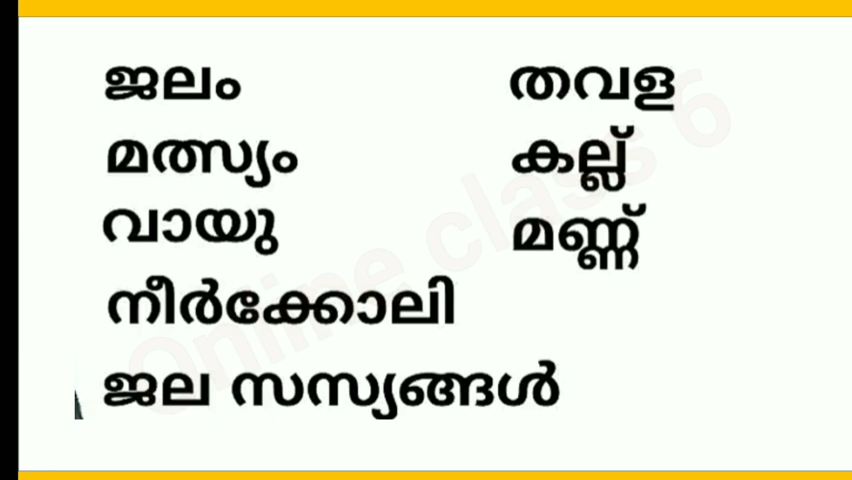 ജലം
മത്സ്യം
വായു
നീർക്കോലി
ജല സസ്യങ്ങൾ
തവള
കല്ല്
മണ്ണ്
Online class 6